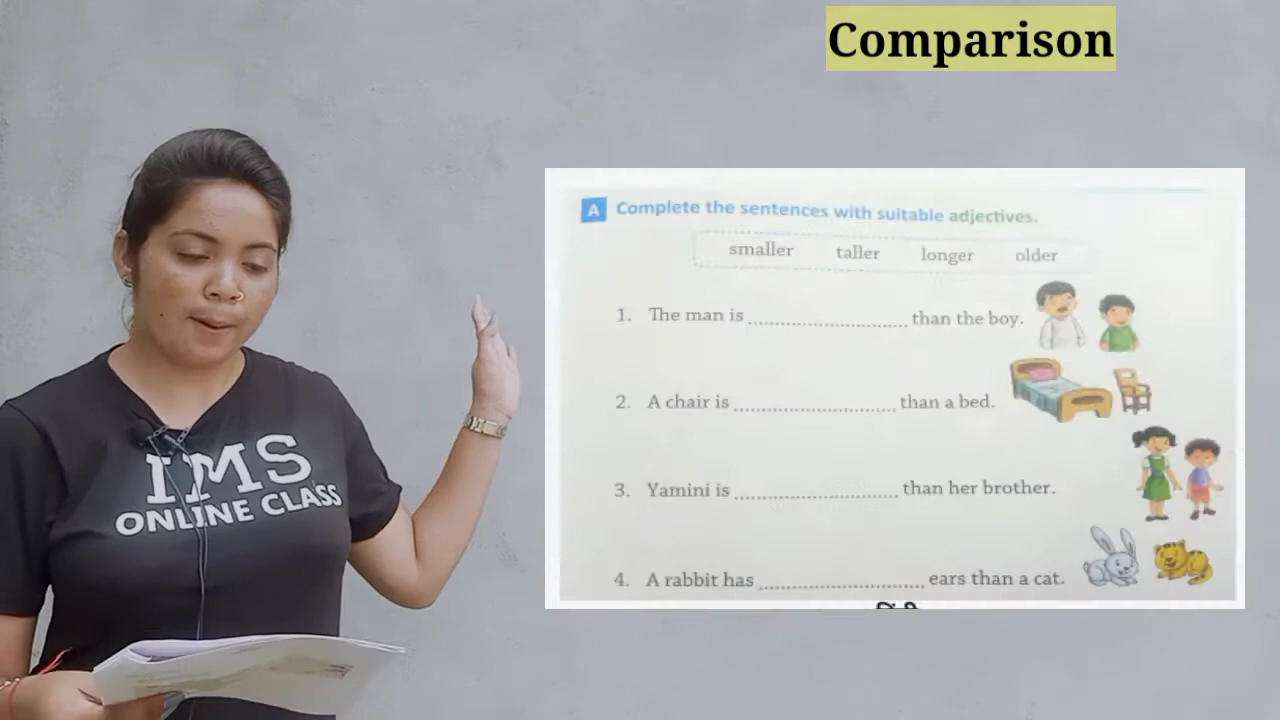 Comparison
A Complete the sentences with suitable adjectives.
smaller taller longer older
1. The man is ........................ than the boy.
2. A chair is ........................ than a bed.
3. Yamini is ........................ than her brother.
4. A rabbit has ........................ ears than a cat.
IMS
ONLINE CLASS